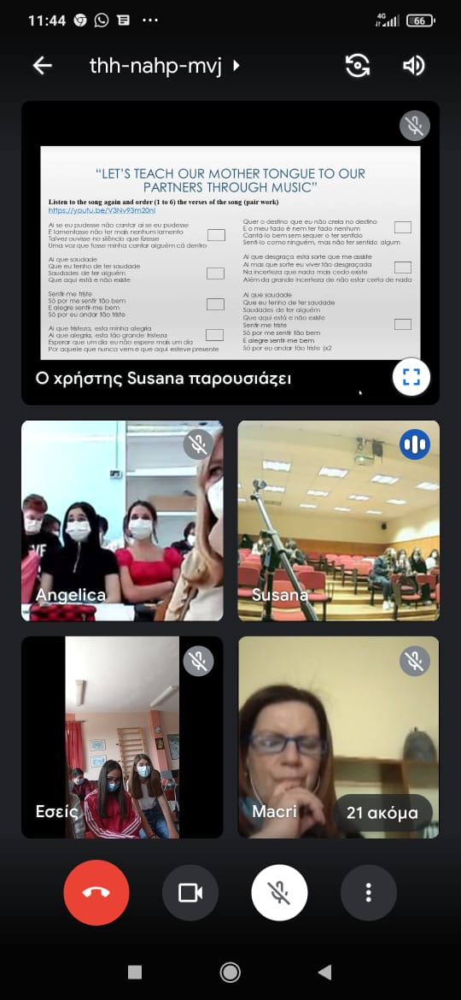 11:44
4G
66
thh-nahp-mvj
“LET’S TEACH OUR MOTHER TONGUE TO OUR
PARTNERS THROUGH MUSIC”
Listen to the song again and order (1 to 6) the verses of the song (pair work)
https://youtu.be/V3Nv93m20nI
Ai se eu pudesse não cantar ai se eu pudesse
E lamentasse não ter mais nenhum lamento
Talvez ouvisse no silêncio que fizesse
Uma voz que fosse minha cantar alguém cá dentro
Ai que saudade
Que eu tenho de ter saudade
Saudades de ter alguém
Que aqui está e não existe
Sentir-me triste
Só por me sentir tão bem
E alegre sentir-me bem
Só por eu andar tão triste
Ai que tristeza, esta minha alegria
Ai que alegria, esta tão grande tristeza
Esperar que um dia eu não espere mais um dia
Por aquele que nunca vem e que aqui esteve presente
Quer o destino que eu não creia no destino
E o meu fado é nem ter fado nenhum
Cantá-lo bem sem sequer o ter sentido
Senti-lo como ninguém, mas não ter sentido algum
Ai que desgraça esta sorte que me assiste
Ai mas que sorte eu viver tão desgraçada
Na incerteza que nada mais cedo existe
Além da grande incerteza de não estar certa de nada
Ai que saudade
Que eu tenho de ter saudade
Saudades de ter alguém
Que aqui está e não existe
Sentir-me triste
Só por me sentir tão bem
E alegre sentir-me bem
Só por eu andar tão triste (x2
Ο χρήστης Susana παρουσιάζει
Angelica
Susana
Εσείς
Macri
21 ακόμα